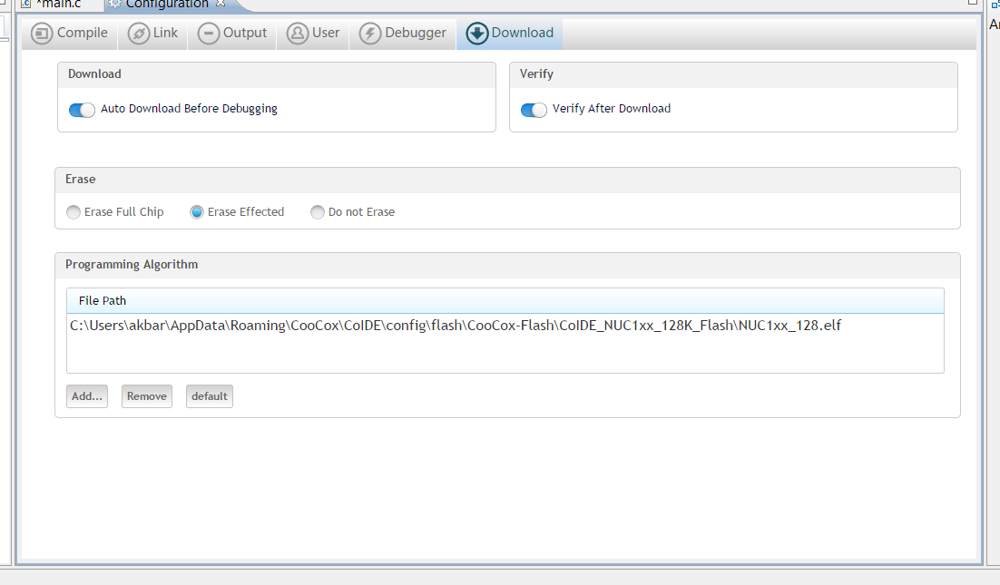 *main.c Configuration
Compile Link Output User Debugger Download
Download Verify
Auto Download Before Debugging Verify After Download
Erase
Erase Full Chip Erase Effected Do not Erase
Programming Algorithm
File Path
C:\Users\akbar\AppData\Roaming\CooCox\CoIDE\config\flash\CooCox-Flash\CoIDE_NUC1xx_128K_Flash\NUC1xx_128.elf
Add... Remove default